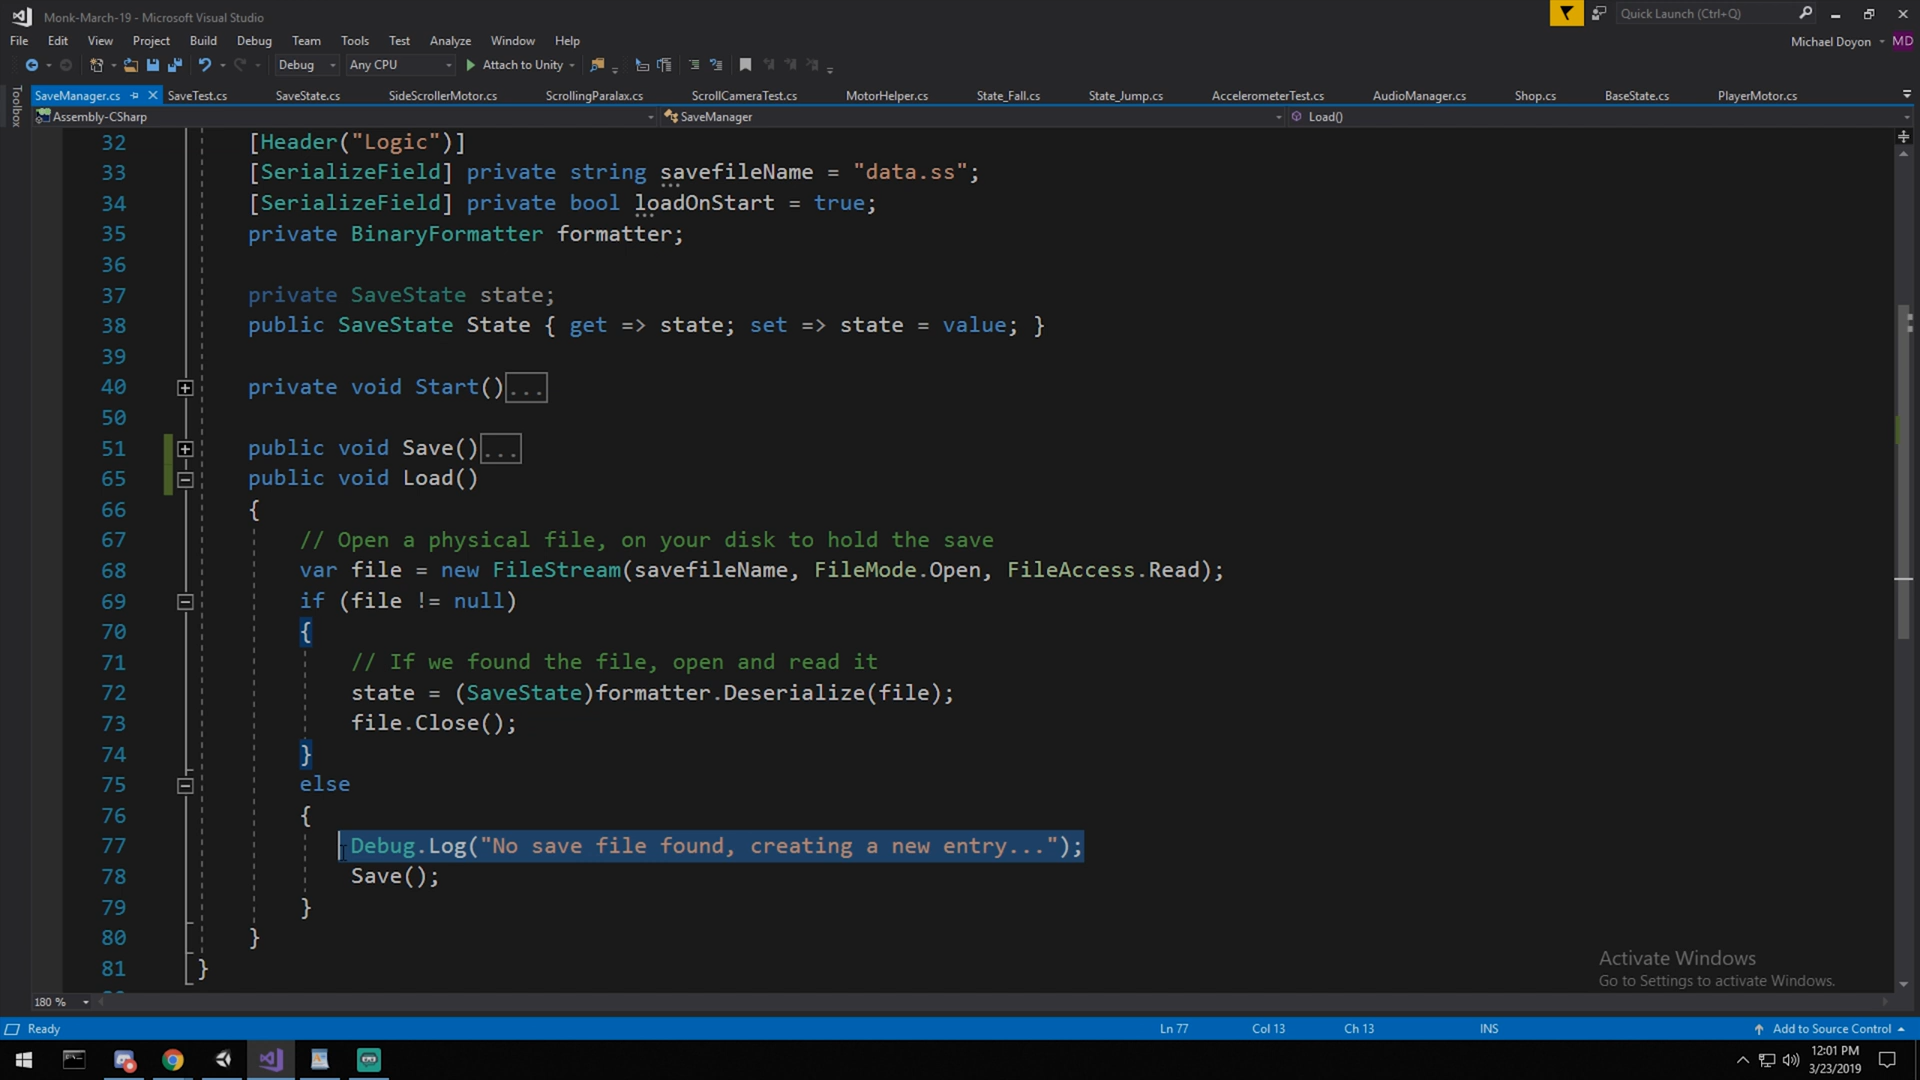 Monk-March-19 - Microsoft Visual Studio
Quick Launch (Ctrl+Q)
File Edit View Project Build Debug Team Tools Test Analyze Window Help
Michael Doyon MD
Debug Any CPU Attach to Unity
Toolbox
SaveManager.cs SaveTest.cs SaveState.cs SideScrollerMotor.cs ScrollingParalax.cs ScrollCameraTest.cs MotorHelper.cs State_Fall.cs State_Jump.cs AccelerometerTest.cs AudioManager.cs Shop.cs BaseState.cs PlayerMotor.cs
Assembly-CSharp SaveManager Load()
32 [Header("Logic")]
33 [SerializeField] private string savefileName = "data.ss";
34 [SerializeField] private bool loadOnStart = true;
35 private BinaryFormatter formatter;
36
37 private SaveState state;
38 public SaveState State { get => state; set => state = value; }
39
40 private void Start()...
50
51 public void Save()...
65 public void Load()
66 {
67 // Open a physical file, on your disk to hold the save
68 var file = new FileStream(savefileName, FileMode.Open, FileAccess.Read);
69 if (file != null)
70 {
71 // If we found the file, open and read it
72 state = (SaveState)formatter.Deserialize(file);
73 file.Close();
74 }
75 else
76 {
77 Debug.Log("No save file found, creating a new entry...");
78 Save();
79 }
80 }
81 }
Activate Windows
Go to Settings to activate Windows.
180 %
Ready Ln 77 Col 13 Ch 13 INS Add to Source Control
12:01 PM
3/23/2019